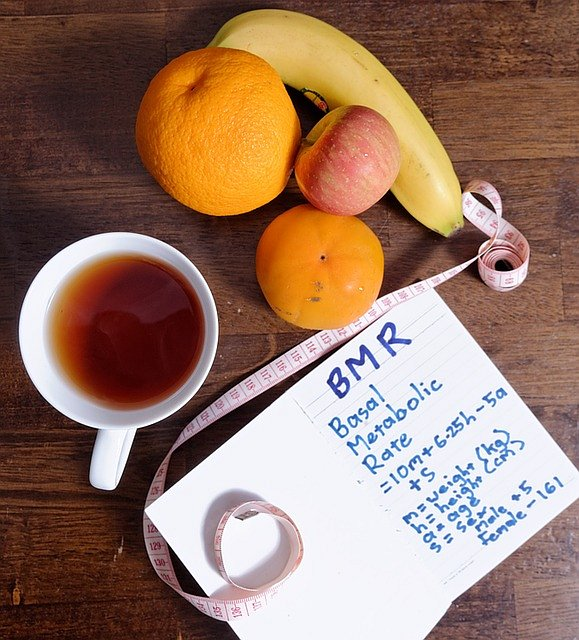 BMR
Basal
Metabolic
Rate
=10m+6.25h-5a
+s
m=weight (kg)
h=height (cm)
a=age
s=sex
male +5
female -161